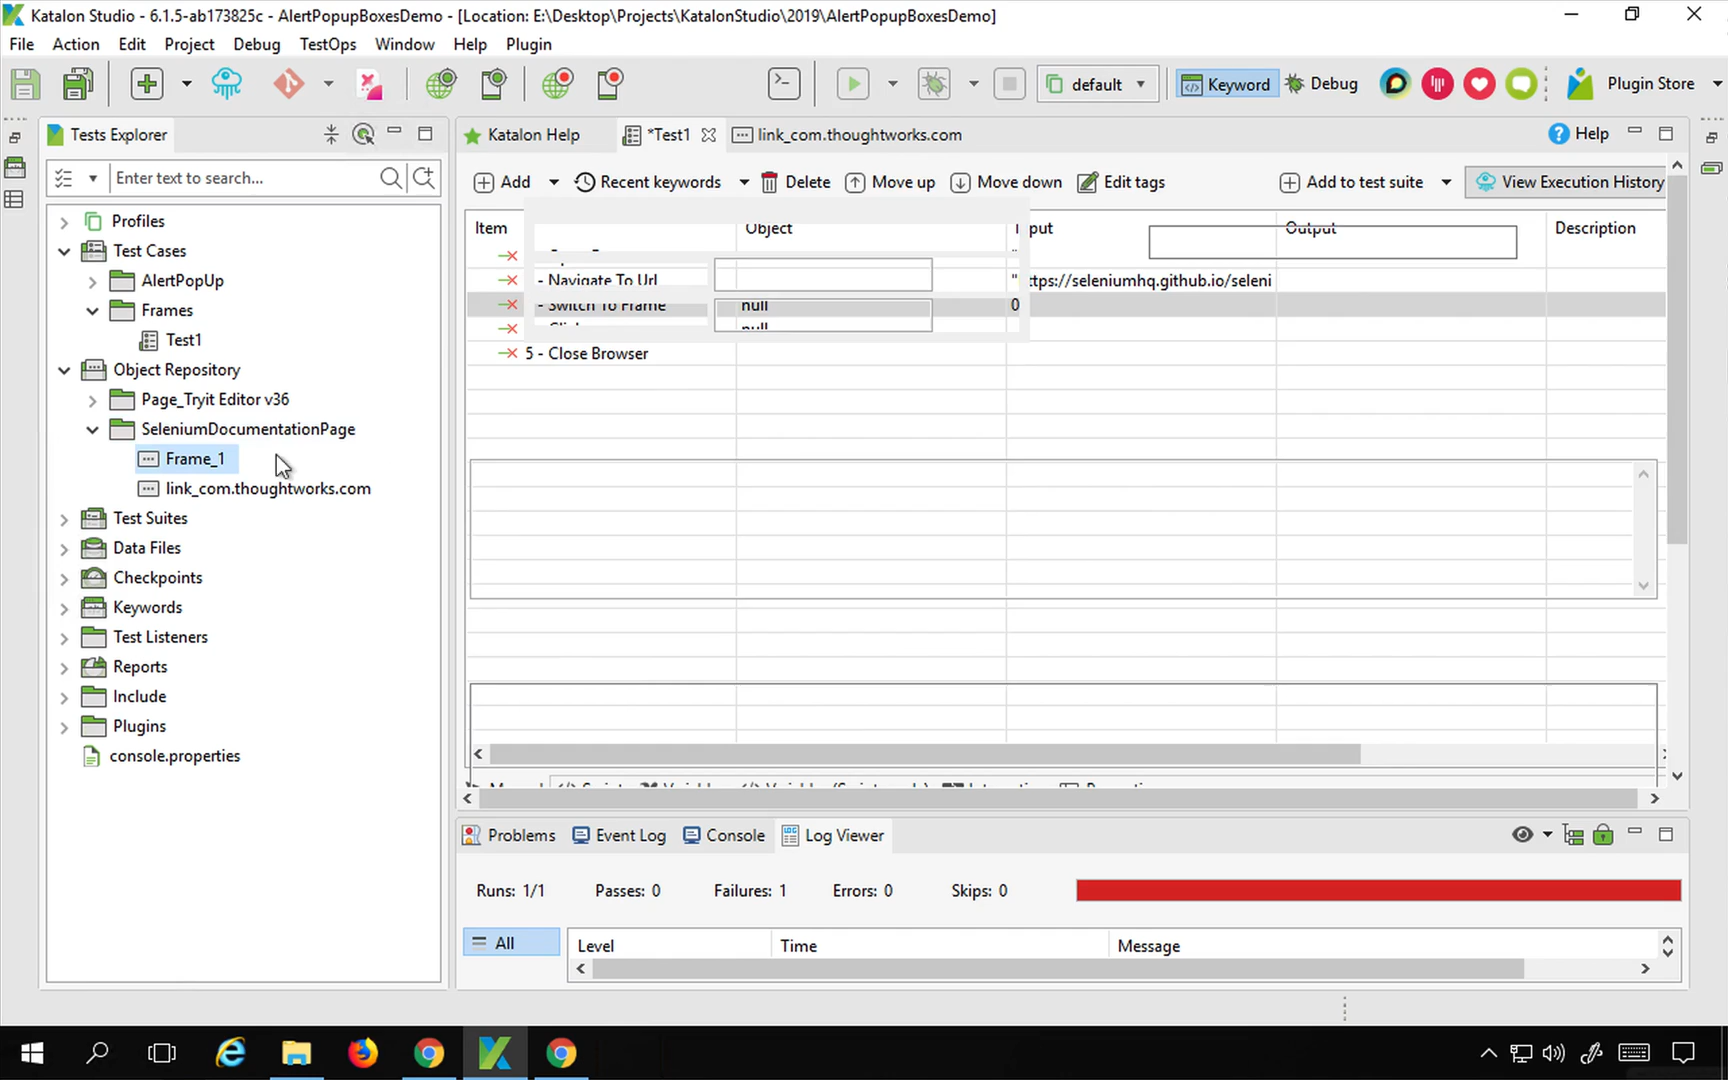 Katalon Studio - 6.1.5-ab173825c - AlertPopupBoxesDemo - [Location: E:\Desktop\Projects\KatalonStudio\2019\AlertPopupBoxesDemo]
File Action Edit Project Debug TestOps Window Help Plugin
default Keyword Debug Plugin Store
Tests Explorer
Katalon Help *Test1 link_com.thoughtworks.com Help
Enter text to search...
Add Recent keywords Delete Move up Move down Edit tags Add to test suite View Execution History
Item Object Output Description
- Navigate To Url "ttps://seleniumhq.github.io/seleni
- Switch To Frame null 0
null
5 - Close Browser
Profiles
Test Cases
AlertPopUp
Frames
Test1
Object Repository
Page_Tryit Editor v36
SeleniumDocumentationPage
Frame_1
link_com.thoughtworks.com
Test Suites
Data Files
Checkpoints
Keywords
Test Listeners
Reports
Include
Plugins
console.properties
Problems Event Log Console Log Viewer
Runs: 1/1 Passes: 0 Failures: 1 Errors: 0 Skips: 0
All Level Time Message